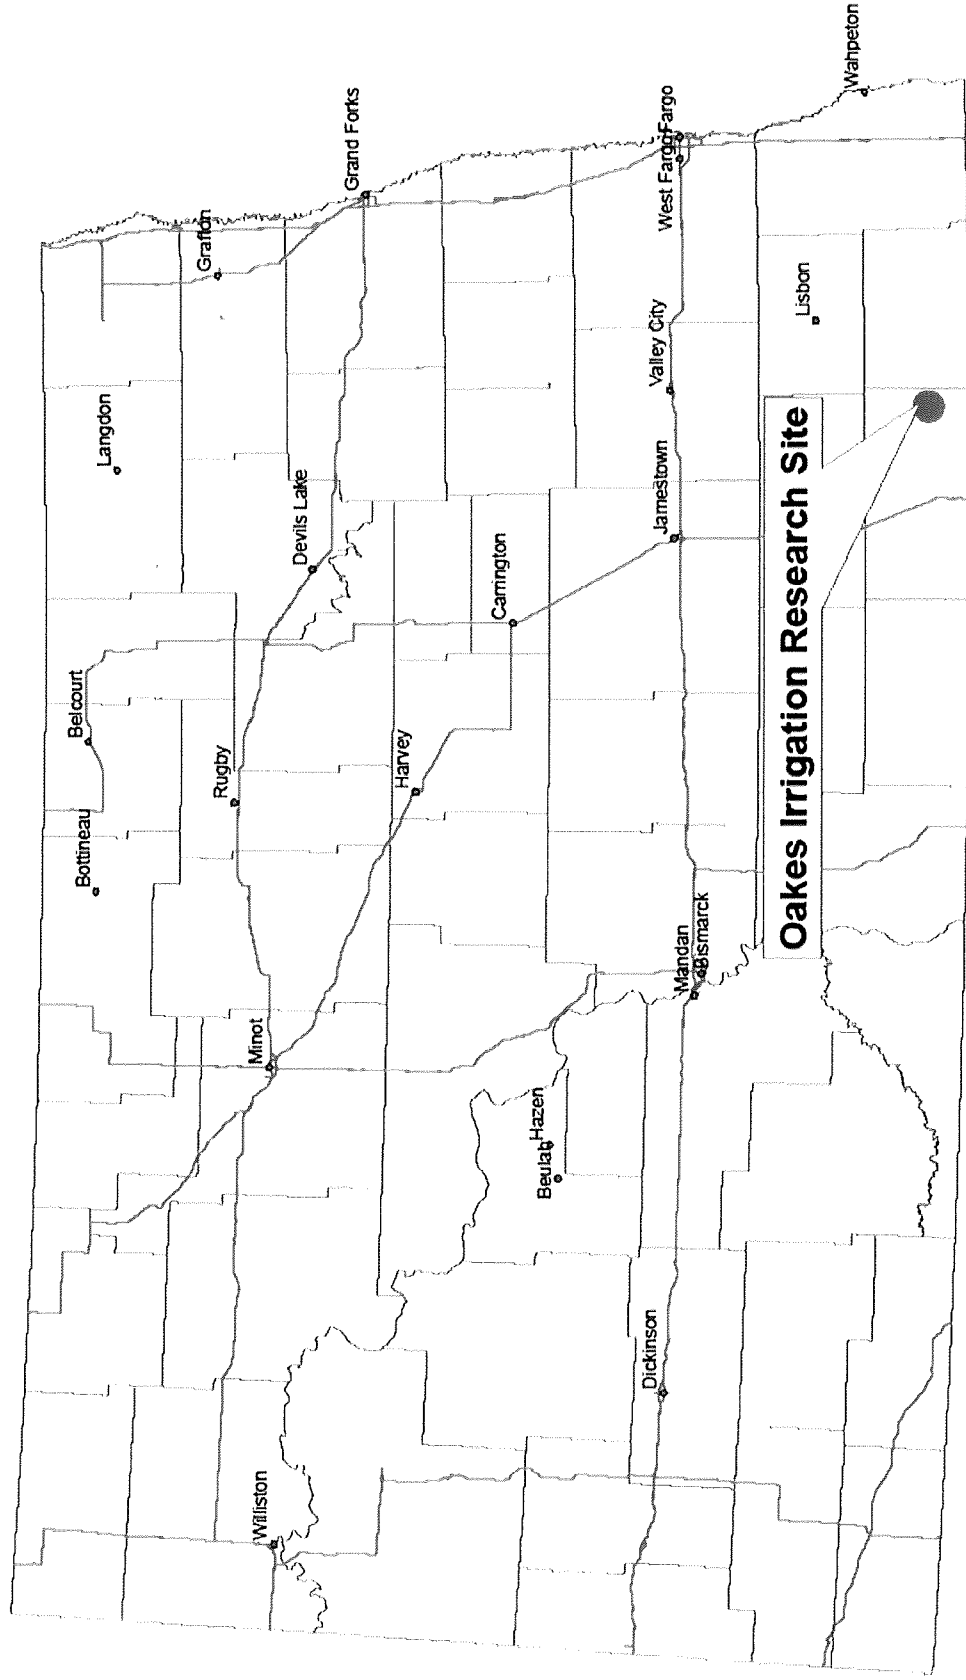 Bottineau
Belcourt
Langdon
Grafton
Williston
Minot
Rugby
Devils Lake
Grand Forks
Harvey
Carrington
Beulah
Hazen
Dickinson
Mandan
Bismarck
Jamestown
Valley City
West Fargo
Fargo
Oakes Irrigation Research Site
Lisbon
Wahpeton